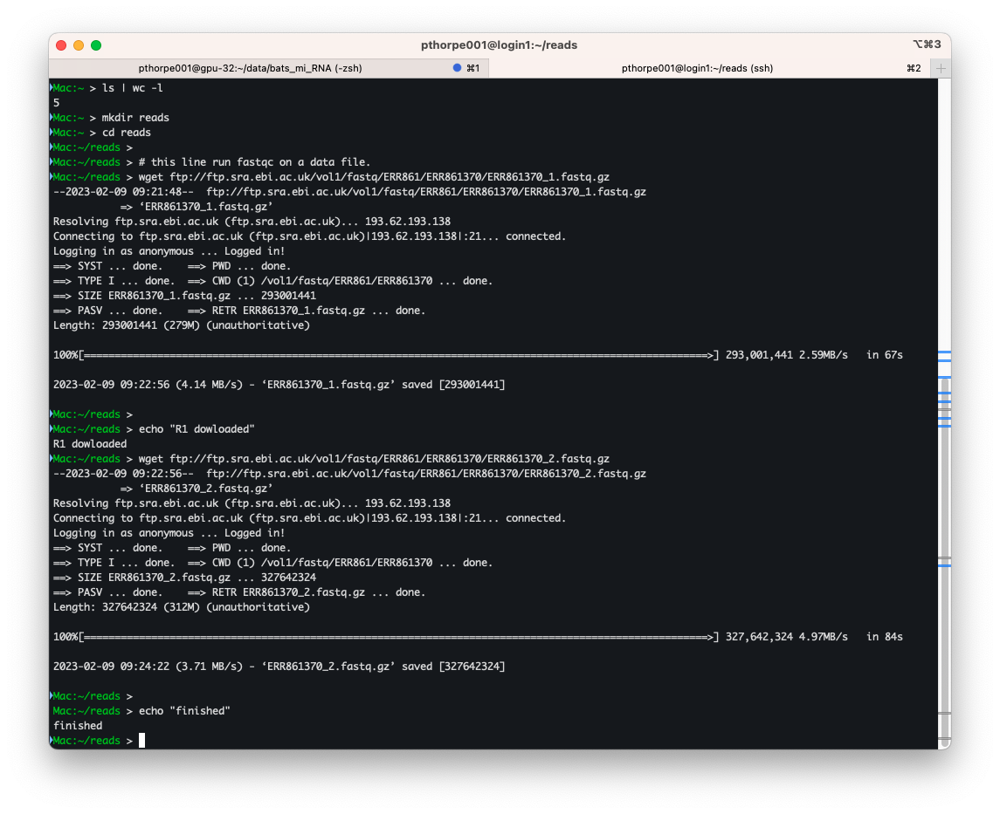 pthorpe001@login1:~/reads
⌥⌘3
pthorpe001@gpu-32:~/data/bats_mi_RNA (-zsh)
⌘1
pthorpe001@login1:~/reads (ssh)
⌘2
Mac:~ > ls | wc -l
5
Mac:~ > mkdir reads
Mac:~ > cd reads
Mac:~/reads >
Mac:~/reads > # this line run fastqc on a data file.
Mac:~/reads > wget ftp://ftp.sra.ebi.ac.uk/vol1/fastq/ERR861/ERR861370/ERR861370_1.fastq.gz
--2023-02-09 09:21:48--  ftp://ftp.sra.ebi.ac.uk/vol1/fastq/ERR861/ERR861370/ERR861370_1.fastq.gz
           => ‘ERR861370_1.fastq.gz’
Resolving ftp.sra.ebi.ac.uk (ftp.sra.ebi.ac.uk)... 193.62.193.138
Connecting to ftp.sra.ebi.ac.uk (ftp.sra.ebi.ac.uk)|193.62.193.138|:21... connected.
Logging in as anonymous ... Logged in!
==> SYST ... done.    ==> PWD ... done.
==> TYPE I ... done.  ==> CWD (1) /vol1/fastq/ERR861/ERR861370 ... done.
==> SIZE ERR861370_1.fastq.gz ... 293001441
==> PASV ... done.    ==> RETR ERR861370_1.fastq.gz ... done.
Length: 293001441 (279M) (unauthoritative)
100%[======================================================================================================>] 293,001,441 2.59MB/s   in 67s
2023-02-09 09:22:56 (4.14 MB/s) - ‘ERR861370_1.fastq.gz’ saved [293001441]
Mac:~/reads >
Mac:~/reads > echo "R1 dowloaded"
R1 dowloaded
Mac:~/reads > wget ftp://ftp.sra.ebi.ac.uk/vol1/fastq/ERR861/ERR861370/ERR861370_2.fastq.gz
--2023-02-09 09:22:56--  ftp://ftp.sra.ebi.ac.uk/vol1/fastq/ERR861/ERR861370/ERR861370_2.fastq.gz
           => ‘ERR861370_2.fastq.gz’
Resolving ftp.sra.ebi.ac.uk (ftp.sra.ebi.ac.uk)... 193.62.193.138
Connecting to ftp.sra.ebi.ac.uk (ftp.sra.ebi.ac.uk)|193.62.193.138|:21... connected.
Logging in as anonymous ... Logged in!
==> SYST ... done.    ==> PWD ... done.
==> TYPE I ... done.  ==> CWD (1) /vol1/fastq/ERR861/ERR861370 ... done.
==> SIZE ERR861370_2.fastq.gz ... 327642324
==> PASV ... done.    ==> RETR ERR861370_2.fastq.gz ... done.
Length: 327642324 (312M) (unauthoritative)
100%[======================================================================================================>] 327,642,324 4.97MB/s   in 84s
2023-02-09 09:24:22 (3.71 MB/s) - ‘ERR861370_2.fastq.gz’ saved [327642324]
Mac:~/reads >
Mac:~/reads > echo "finished"
finished
Mac:~/reads >